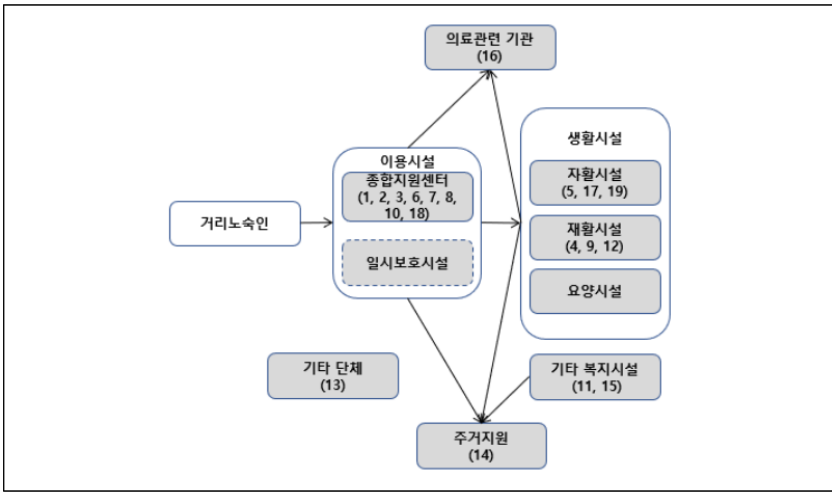 의료관련 기관
(16)
생활시설
이용시설
종합지원센터
(1, 2, 3, 6, 7, 8,
10, 18)
자활시설
(5, 17, 19)
거리노숙인
재활시설
(4, 9, 12)
일시보호시설
요양시설
기타 단체
(13)
기타 복지시설
(11, 15)
주거지원
(14)